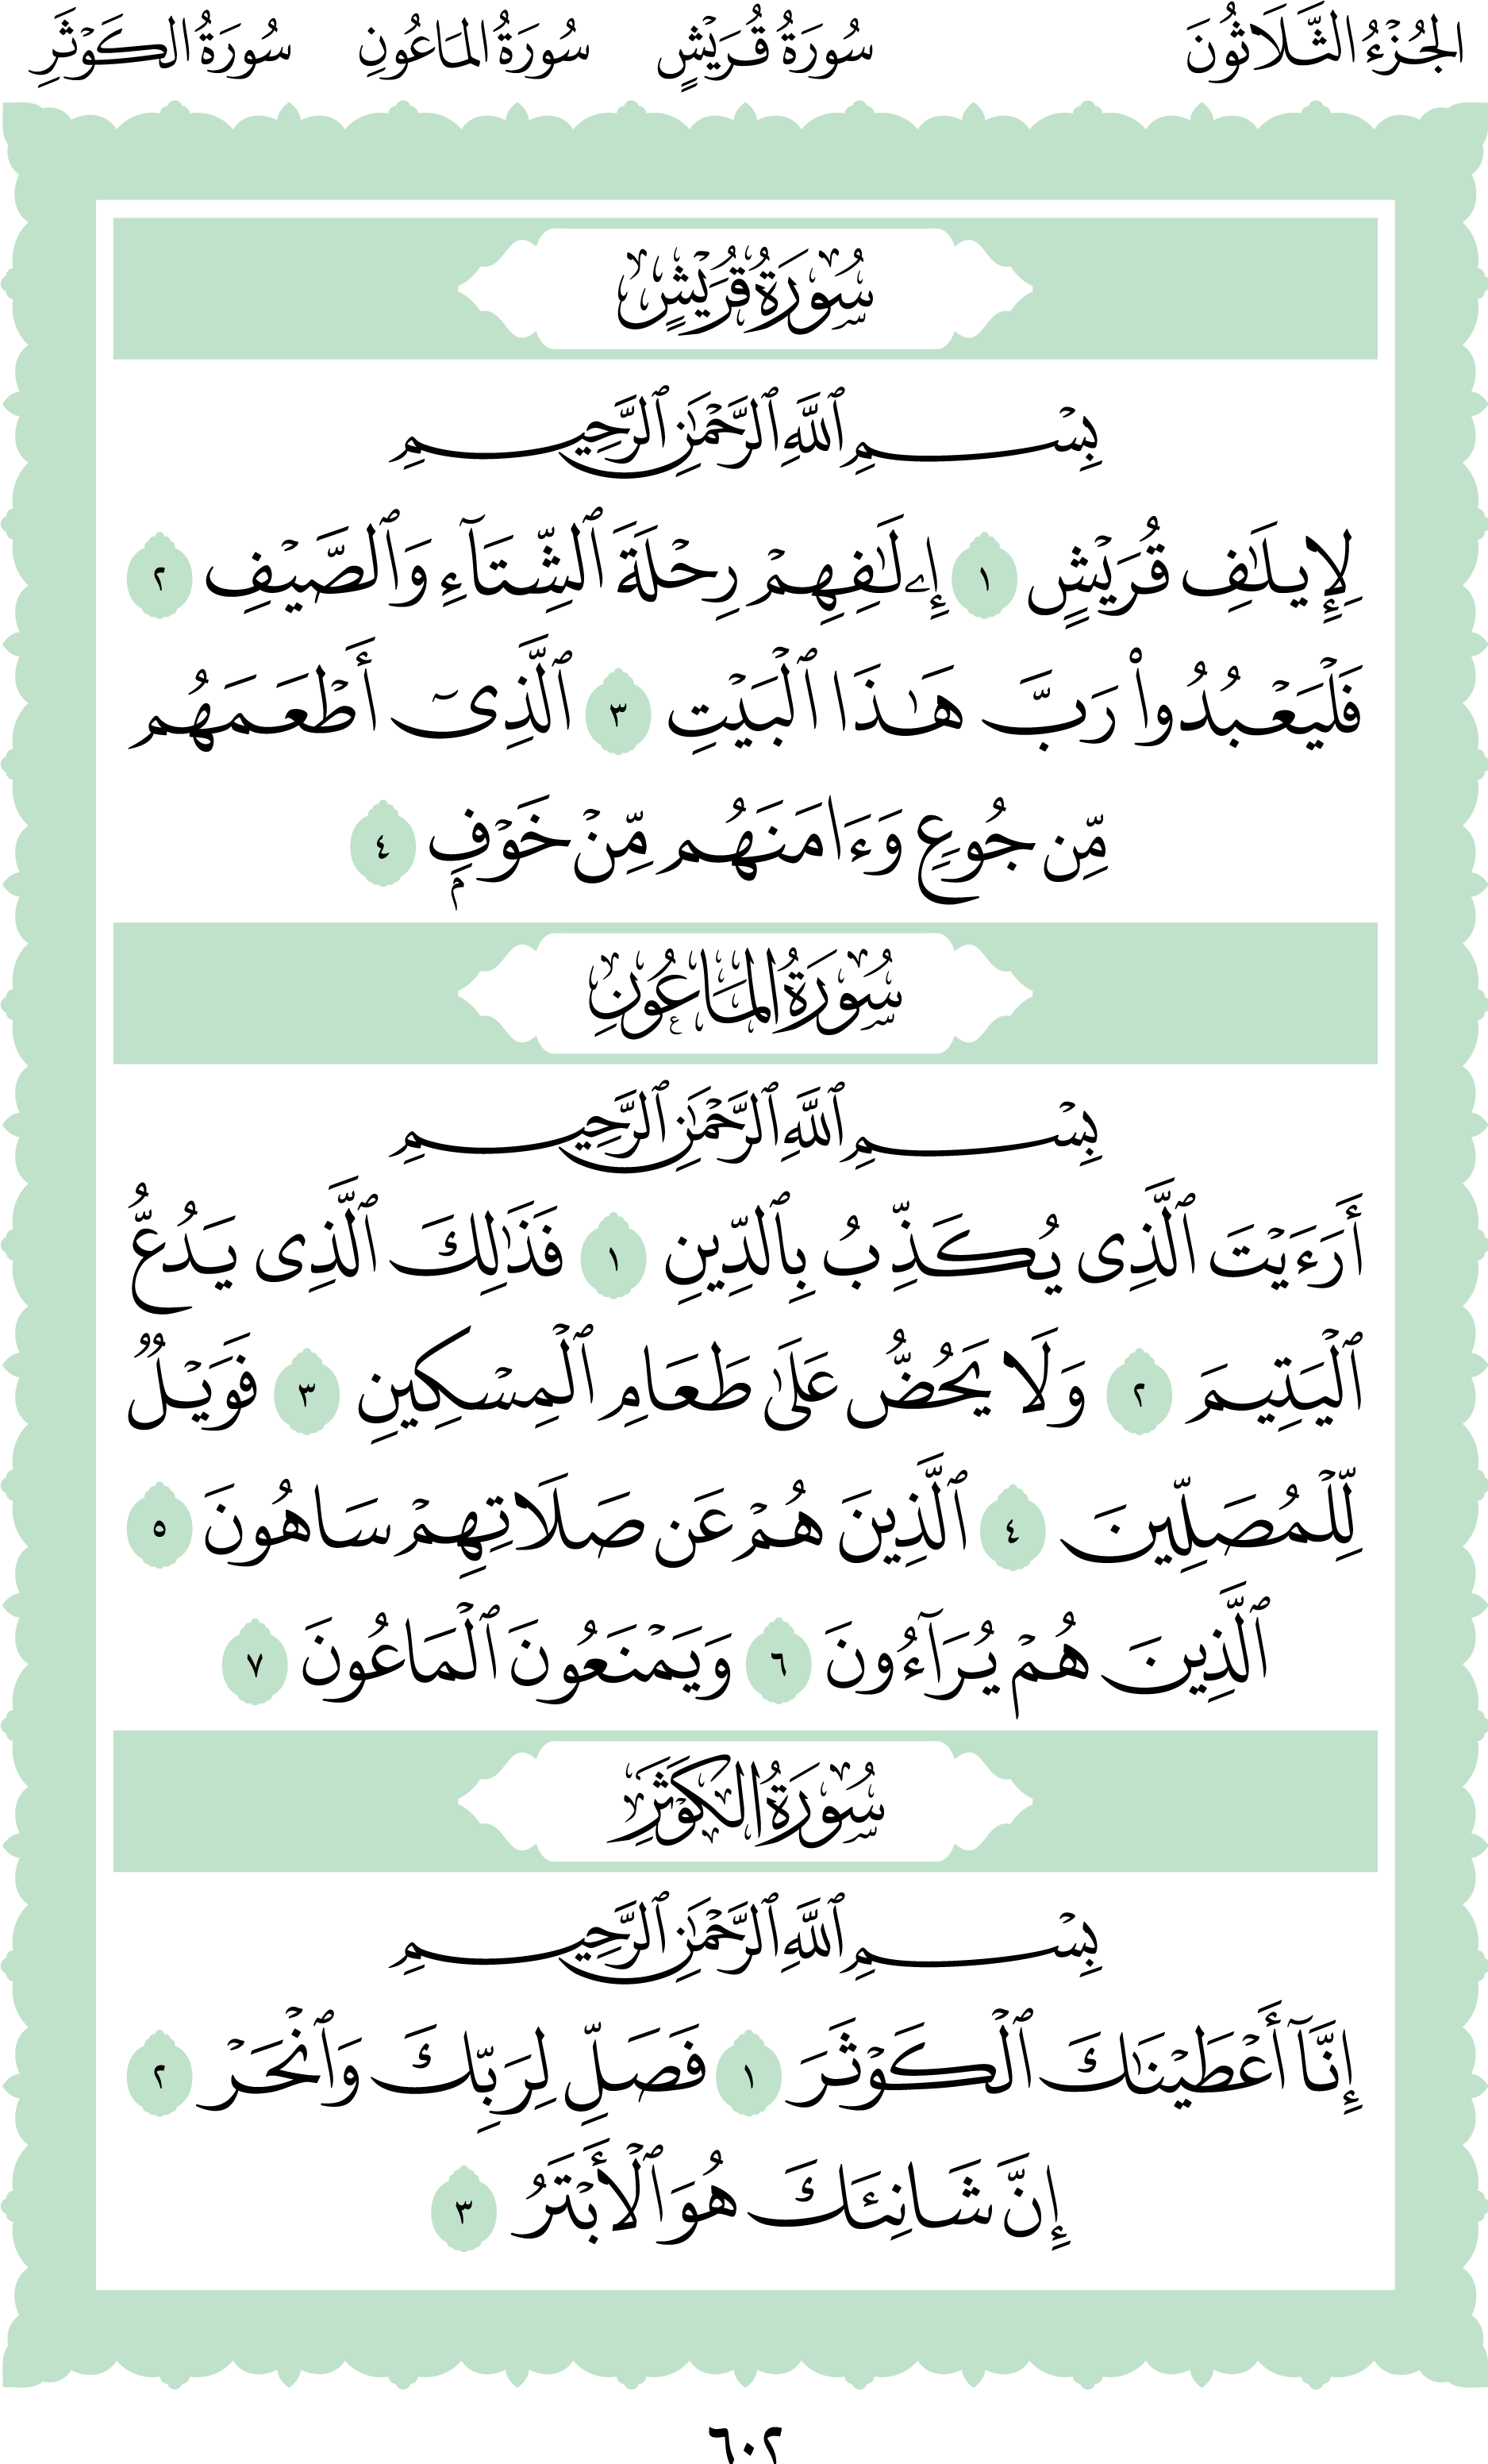 الجُزْءُ الثَّلَاثُونَ سُورَةُ قُرَيْشٍ سُورَةُ المَاعُونِ سُورَةُ الكَوْثَرِ
سُورَةُ قُرَيْشٍ
بِسْمِ ٱللَّهِ ٱلرَّحْمَٰنِ ٱلرَّحِيمِ
لِإِيلَٰفِ قُرَيْشٍ ١ إِۦلَٰفِهِمْ رِحْلَةَ ٱلشِّتَآءِ وَٱلصَّيْفِ ٢
فَلْيَعْبُدُوا۟ رَبَّ هَٰذَا ٱلْبَيْتِ ٣ ٱلَّذِىٓ أَطْعَمَهُم
مِّن جُوعٍ وَءَامَنَهُم مِّنْ خَوْفٍۭ ٤
سُورَةُ المَاعُونِ
بِسْمِ ٱللَّهِ ٱلرَّحْمَٰنِ ٱلرَّحِيمِ
أَرَءَيْتَ ٱلَّذِى يُكَذِّبُ بِٱلدِّينِ ١ فَذَٰلِكَ ٱلَّذِى يَدُعُّ
ٱلْيَتِيمَ ٢ وَلَا يَحُضُّ عَلَىٰ طَعَامِ ٱلْمِسْكِينِ ٣ فَوَيْلٌ
لِّلْمُصَلِّينَ ٤ ٱلَّذِينَ هُمْ عَن صَلَاتِهِمْ سَاهُونَ ٥
ٱلَّذِينَ هُمْ يُرَآءُونَ ٦ وَيَمْنَعُونَ ٱلْمَاعُونَ ٧
سُورَةُ الكَوْثَرِ
بِسْمِ ٱللَّهِ ٱلرَّحْمَٰنِ ٱلرَّحِيمِ
إِنَّآ أَعْطَيْنَٰكَ ٱلْكَوْثَرَ ١ فَصَلِّ لِرَبِّكَ وَٱنْحَرْ ٢
إِنَّ شَانِئَكَ هُوَ ٱلْأَبْتَرُ ٣
٦٠٢